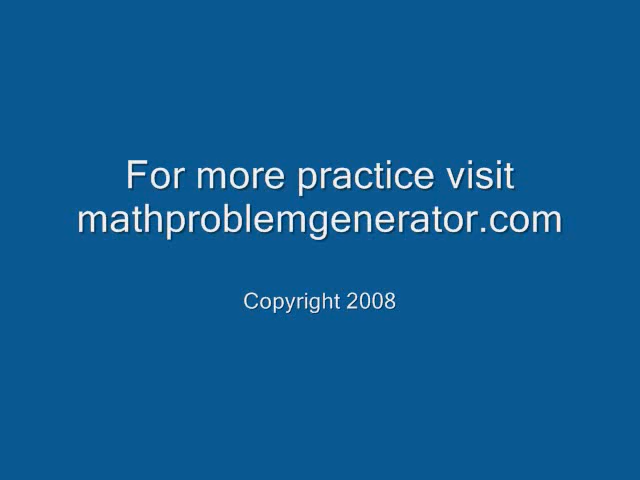 For more practice visit
mathproblemgenerator.com
Copyright 2008